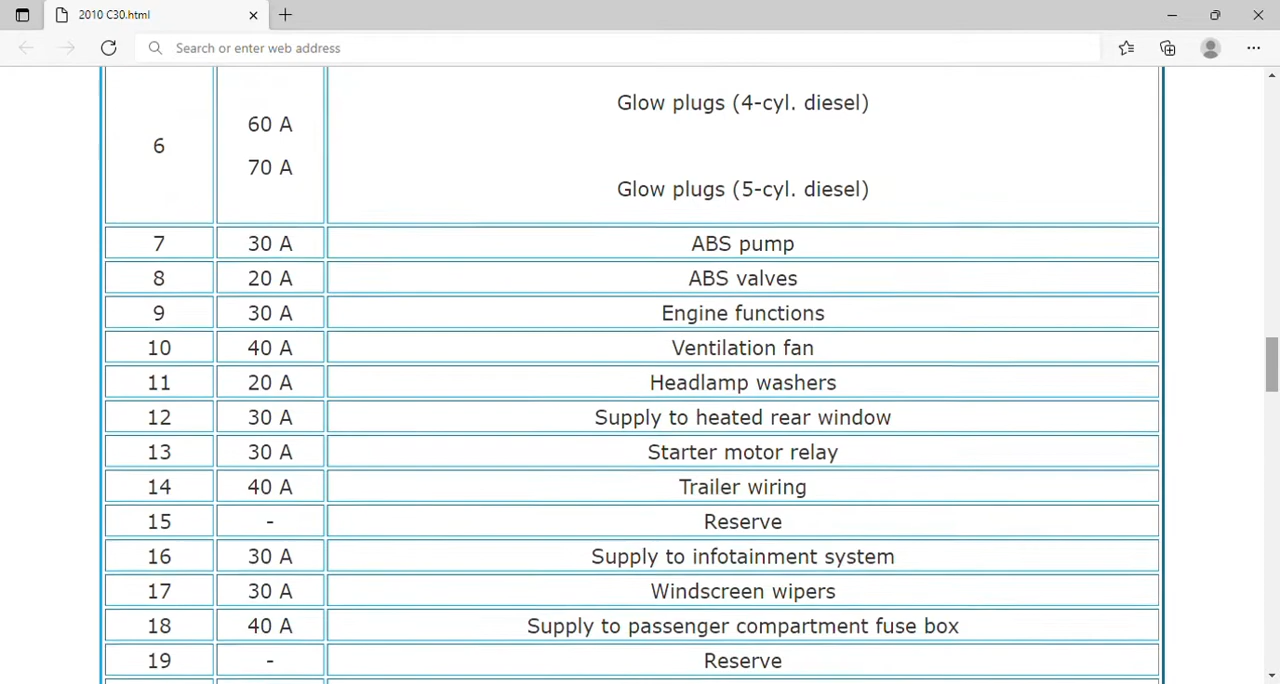 2010 C30.html
Search or enter web address
6
60 A
70 A
Glow plugs (4-cyl. diesel)
Glow plugs (5-cyl. diesel)
7 30 A ABS pump
8 20 A ABS valves
9 30 A Engine functions
10 40 A Ventilation fan
11 20 A Headlamp washers
12 30 A Supply to heated rear window
13 30 A Starter motor relay
14 40 A Trailer wiring
15 - Reserve
16 30 A Supply to infotainment system
17 30 A Windscreen wipers
18 40 A Supply to passenger compartment fuse box
19 - Reserve